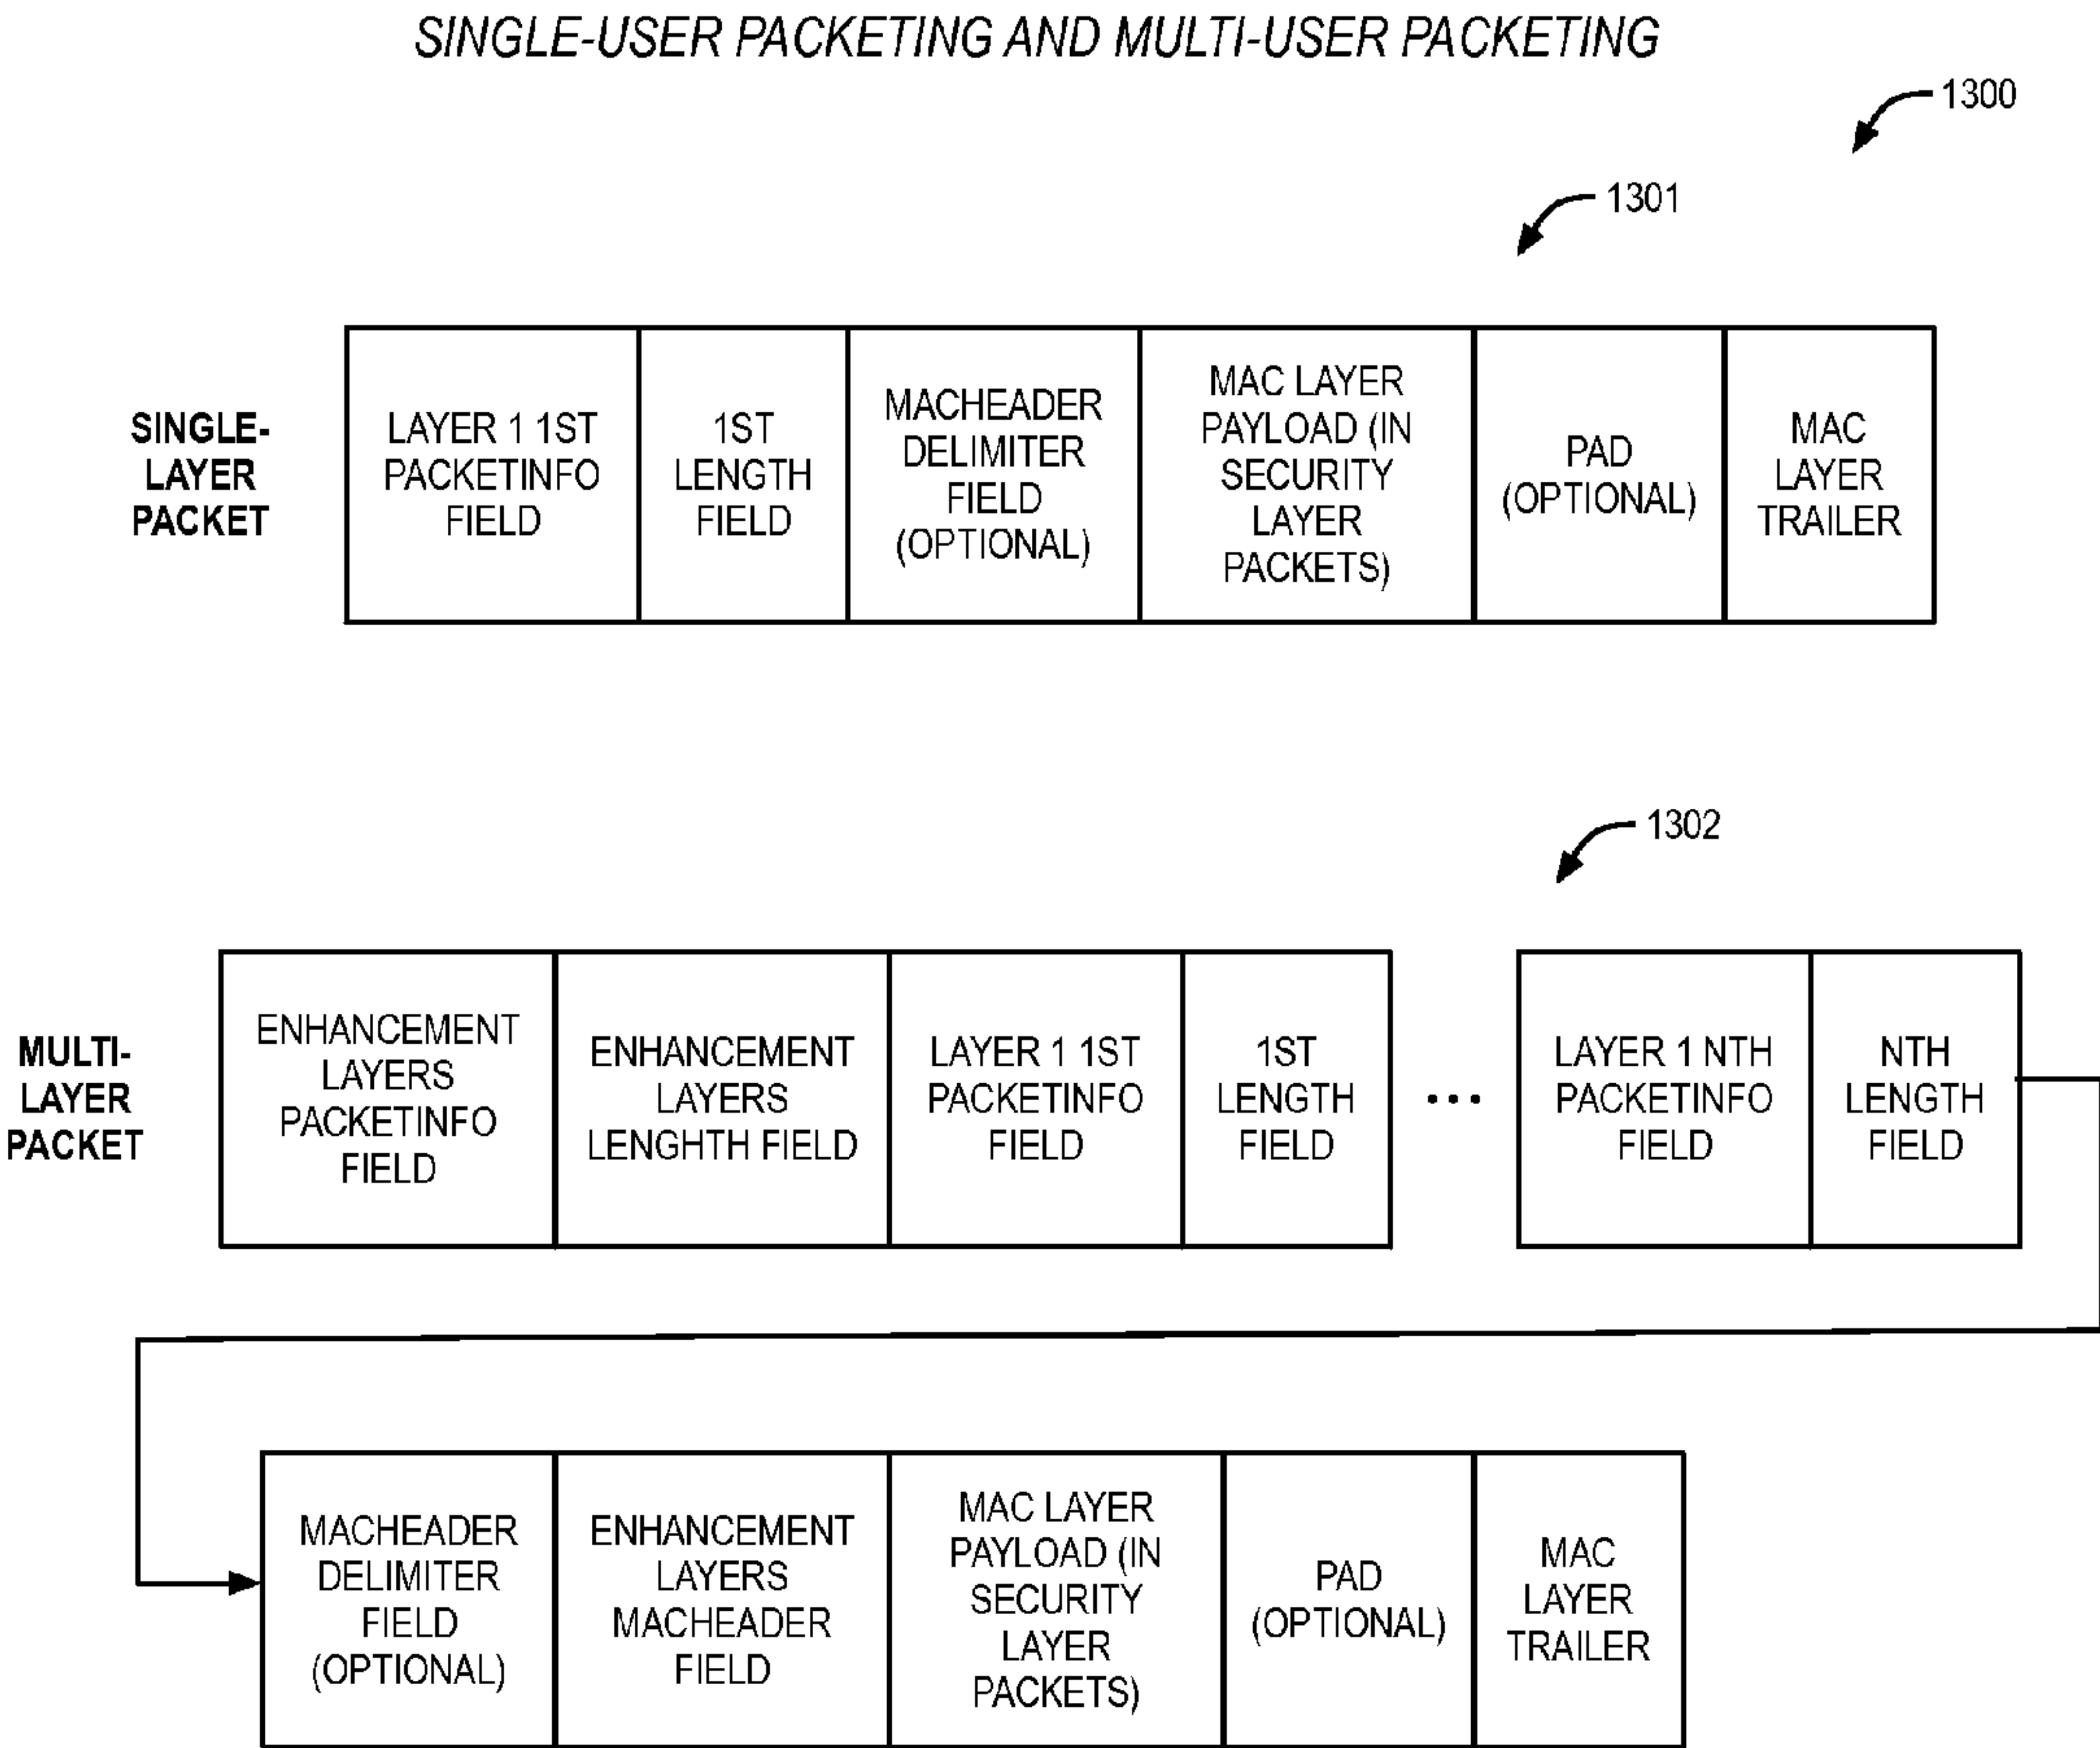 SINGLE-USER PACKETING AND MULTI-USER PACKETING
1300
1301
SINGLE-
LAYER
PACKET
LAYER 1 1ST
PACKETINFO
FIELD
1ST
LENGTH
FIELD
MACHEADER
DELIMITER
FIELD
(OPTIONAL)
MAC LAYER
PAYLOAD (IN
SECURITY
LAYER
PACKETS)
PAD
(OPTIONAL)
MAC
LAYER
TRAILER
1302
MULTI-
LAYER
PACKET
ENHANCEMENT
LAYERS
PACKETINFO
FIELD
ENHANCEMENT
LAYERS
LENGHTH FIELD
LAYER 1 1ST
PACKETINFO
FIELD
1ST
LENGTH
FIELD
...
LAYER 1 NTH
PACKETINFO
FIELD
NTH
LENGTH
FIELD
MACHEADER
DELIMITER
FIELD
(OPTIONAL)
ENHANCEMENT
LAYERS
MACHEADER
FIELD
MAC LAYER
PAYLOAD (IN
SECURITY
LAYER
PACKETS)
PAD
(OPTIONAL)
MAC
LAYER
TRAILER